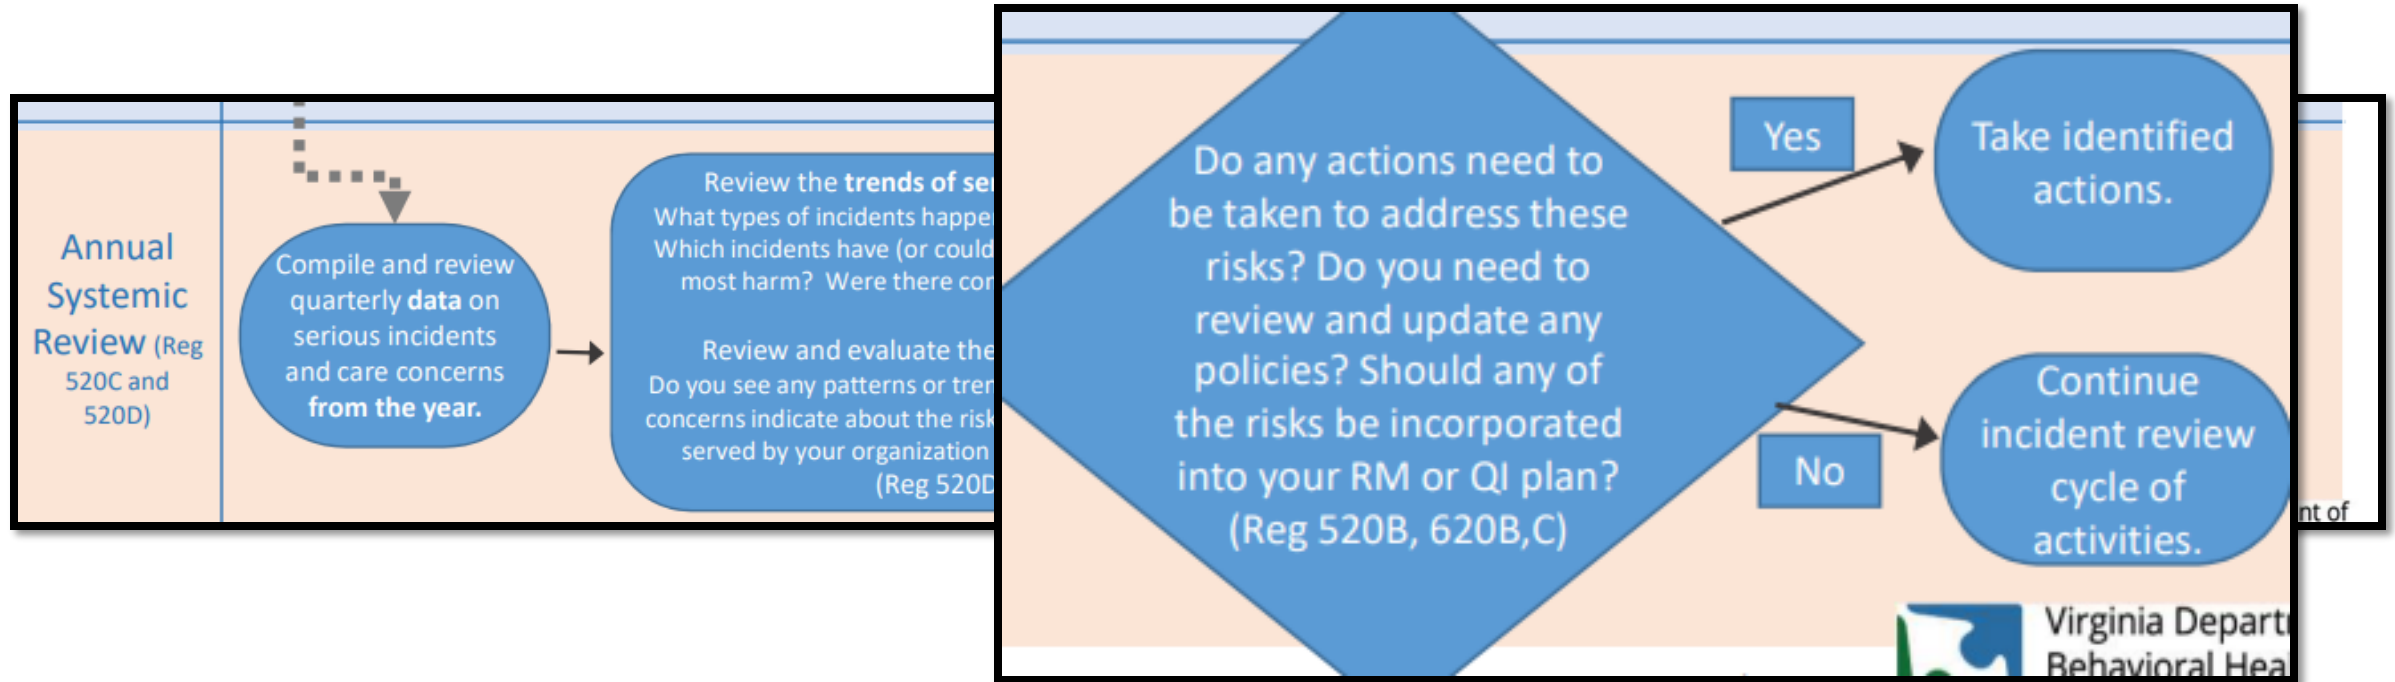 Annual
Systemic
Review (Reg
520C and
520D)
Compile and review
quarterly data on
serious incidents
and care concerns
from the year.
Review the trends of
What types of incidents
Which incidents have (or could
most harm? Were there
Review and evaluate the
Do you see any patterns or
concerns indicate about the
served by your organization
(Reg
Do any actions need to
be taken to address these
risks? Do you need to
review and update any
policies? Should any of
the risks be incorporated
into your RM or QI plan?
(Reg 520B, 620B,C)
Yes
Take identified
actions.
No
Continue
incident review
cycle of
activities.
Virginia
Behavioral
of